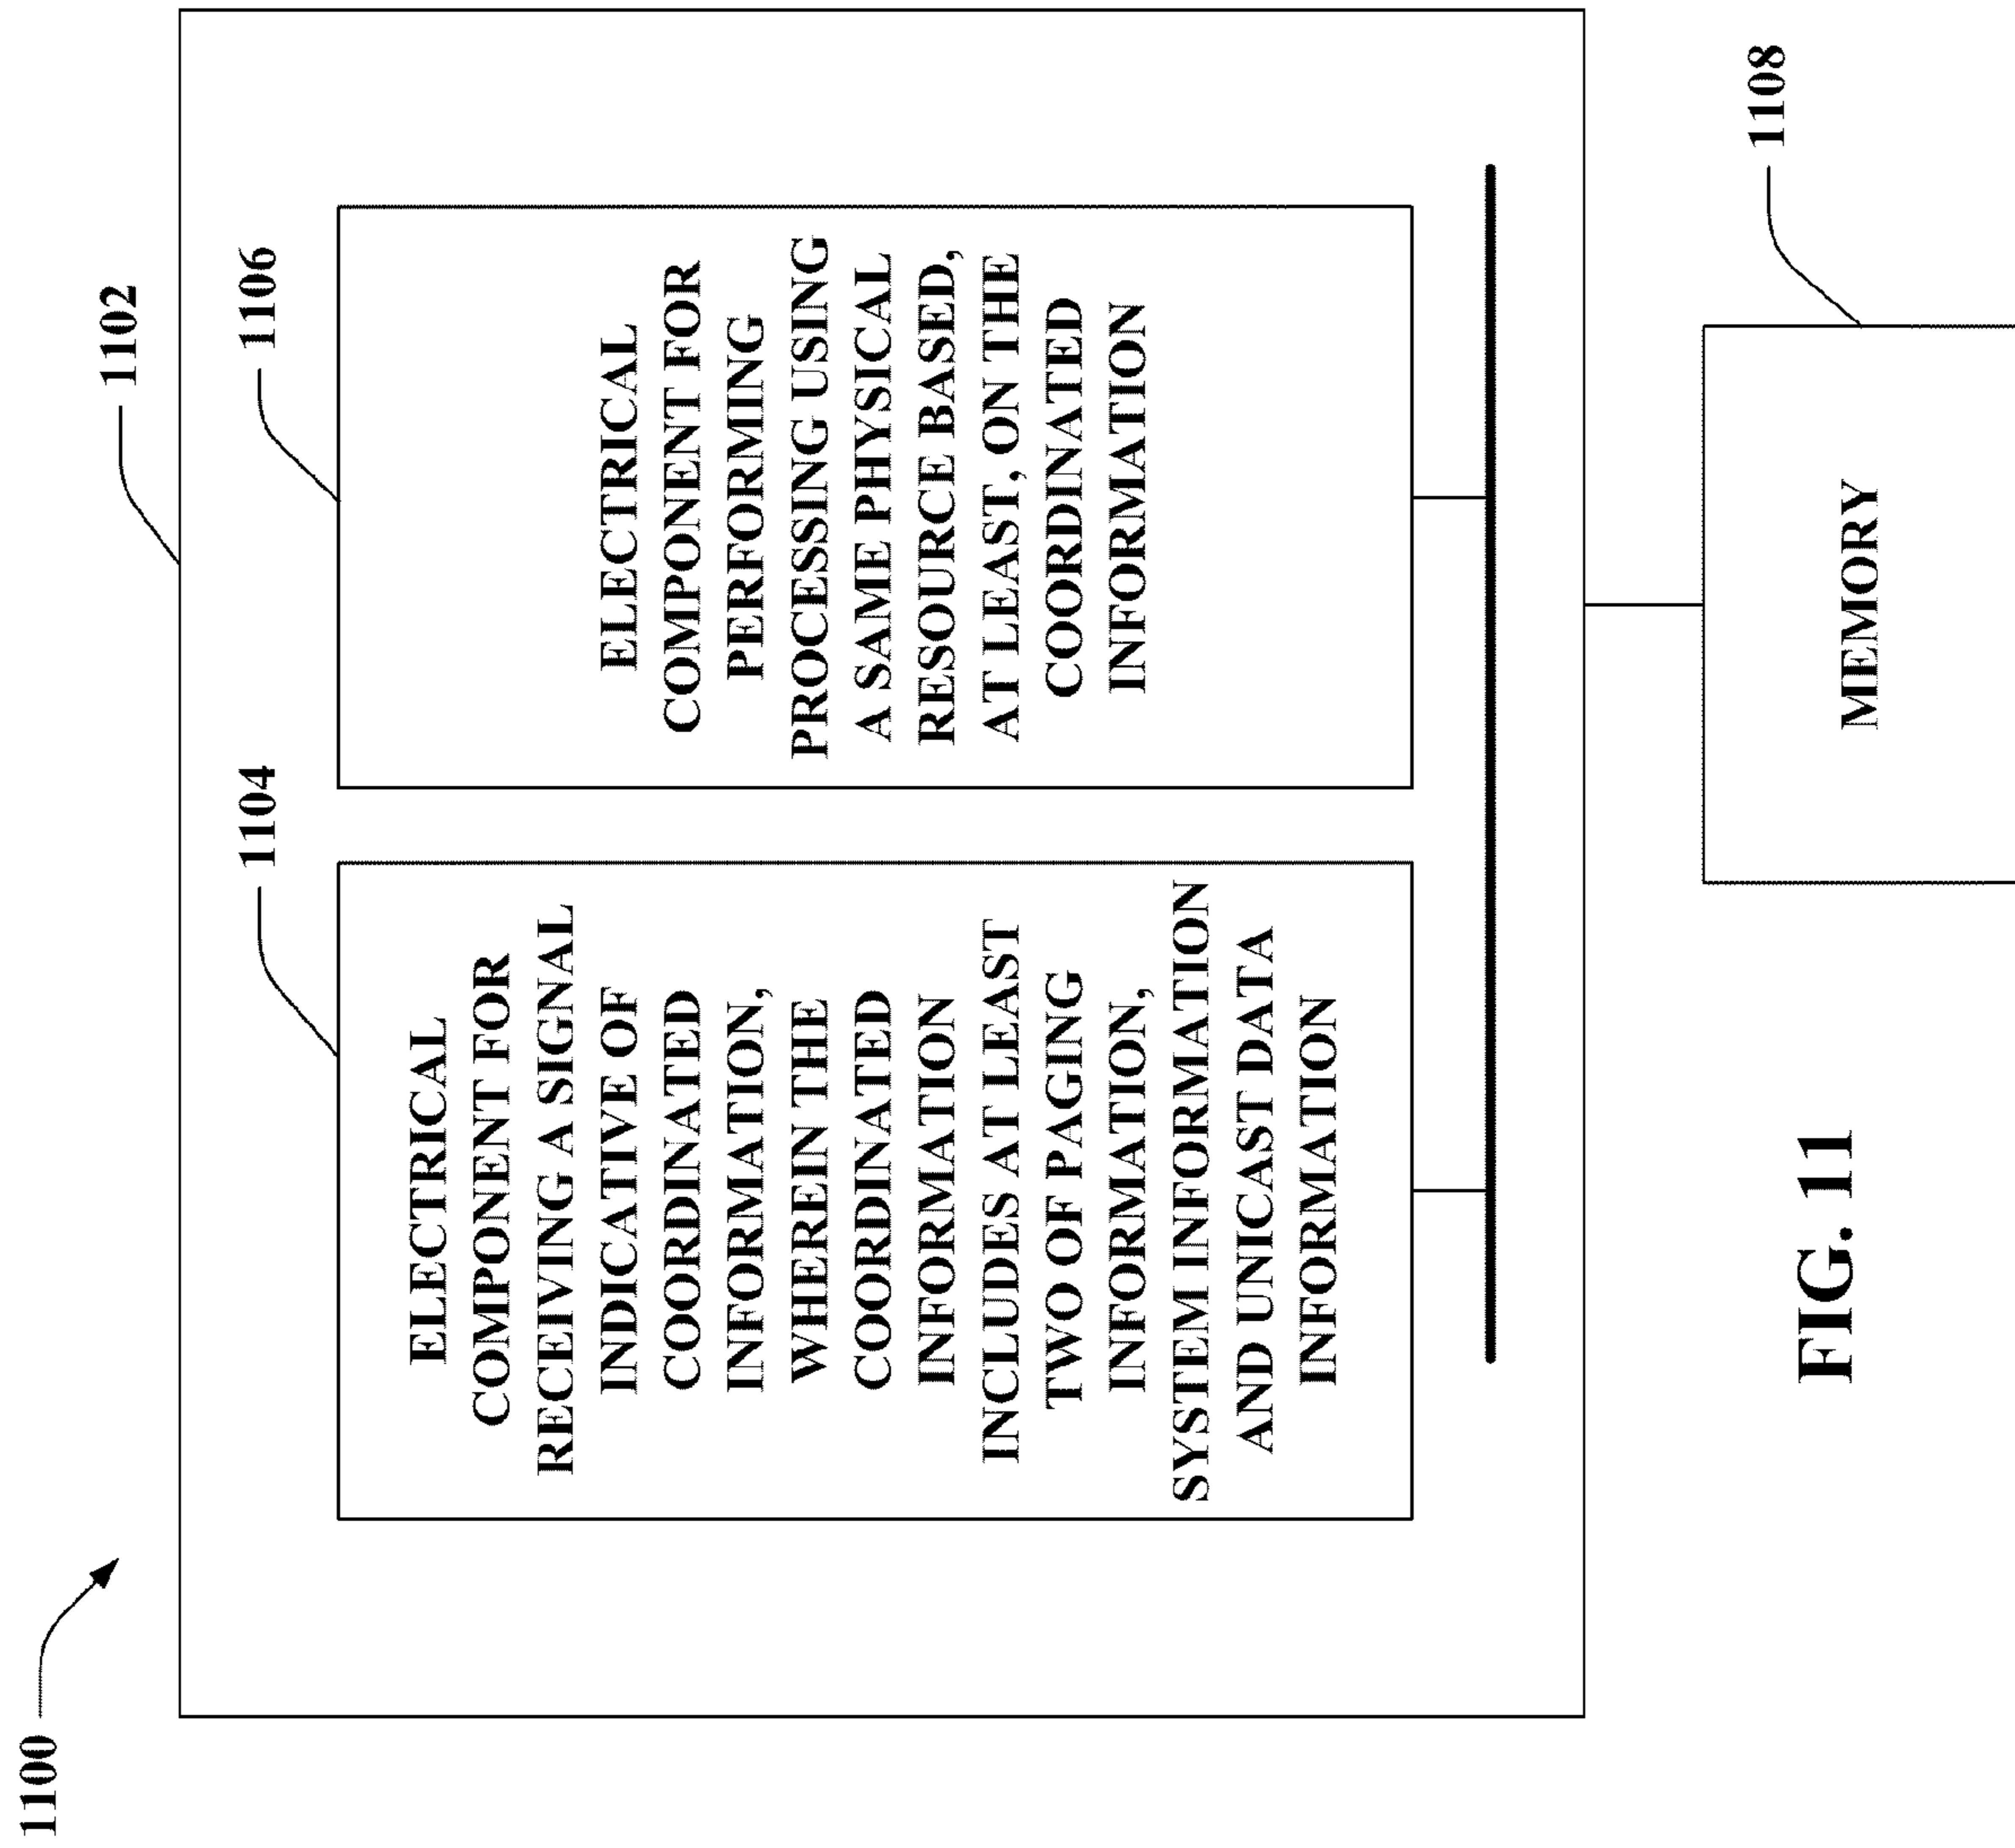 1100
1102
1104
ELECTRICAL
COMPONENT FOR
RECEIVING A SIGNAL
INDICATIVE OF
COORDINATED
INFORMATION,
WHEREIN THE
COORDINATED
INFORMATION
INCLUDES AT LEAST
TWO OF PAGING
INFORMATION,
SYSTEM INFORMATION
AND UNICAST DATA
INFORMATION
1106
ELECTRICAL
COMPONENT FOR
PERFORMING
PROCESSING USING
A SAME PHYSICAL
RESOURCE BASED,
AT LEAST, ON THE
COORDINATED
INFORMATION
1108
MEMORY
FIG. 11